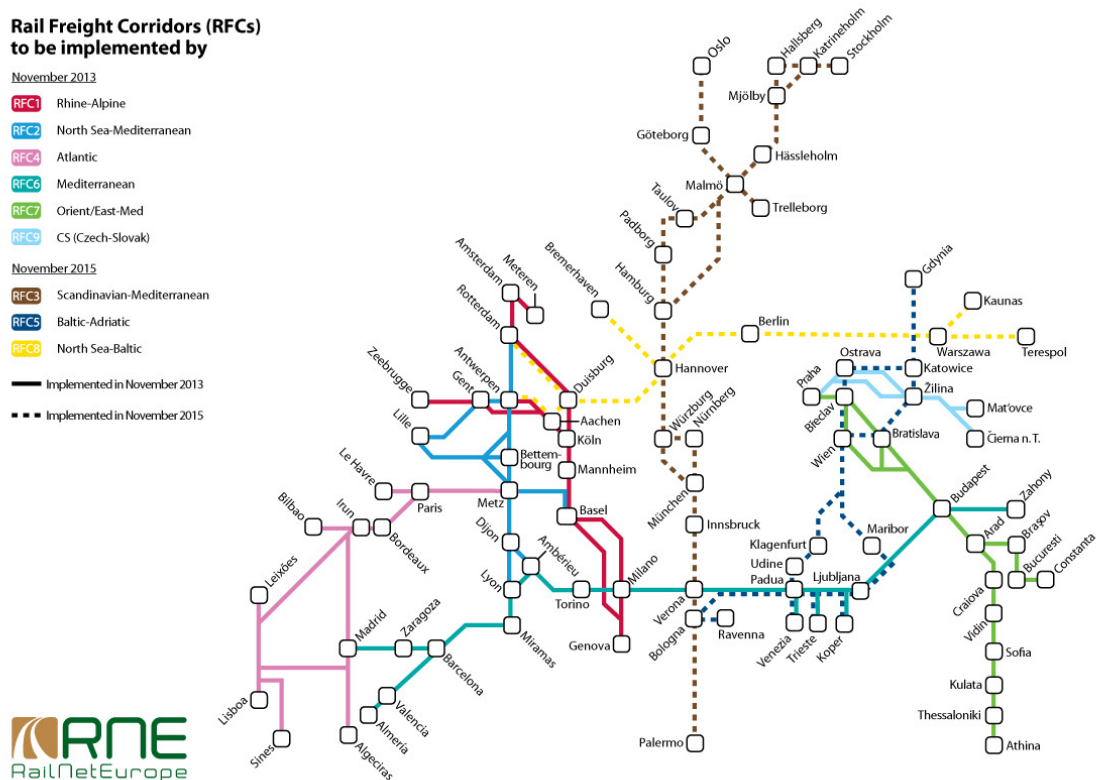 Rail Freight Corridors (RFCs)
to be implemented by
November 2013
RFC1 Rhine-Alpine
RFC2 North Sea-Mediterranean
RFC4 Atlantic
RFC6 Mediterranean
RFC7 Orient/East-Med
RFC9 CS (Czech-Slovak)
November 2015
RFC3 Scandinavian-Mediterranean
RFC5 Baltic-Adriatic
RFC8 North Sea-Baltic
Implemented in November 2013
Implemented in November 2015
Oslo
Hallsberg
Katrineholm
Stockholm
Mjölby
Göteborg
Hässleholm
Malmö
Trelleborg
Taulov
Padborg
Hamburg
Bremerhaven
Amsterdam
Meteren
Rotterdam
Gdynia
Kaunas
Berlin
Warszawa
Terespol
Hannover
Zeebrugge
Gent
Antwerpen
Duisburg
Ostrava
Katowice
Praha
Žilina
Mat'ovce
Čierna n. T.
Břeclav
Bratislava
Wien
Lille
Aachen
Köln
Würzburg
Nürnberg
Bettem-
bourg
Mannheim
Le Havre
Paris
Metz
Basel
München
Innsbruck
Budapest
Zahony
Bilbao
Irun
Bordeaux
Dijon
Ambérieu
Klagenfurt
Maribor
Arad
Braşov
Bucuresti
Constanta
Leixões
Lyon
Torino
Milano
Verona
Udine
Padua
Ljubljana
Craiova
Vidin
Madrid
Zaragoza
Barcelona
Miramas
Genova
Bologna
Ravenna
Venezia
Trieste
Koper
Sofia
Kulata
Thessaloniki
Athina
Lisboa
Sines
Algeciras
Valencia
Almeria
Palermo
RNE
RailNetEurope